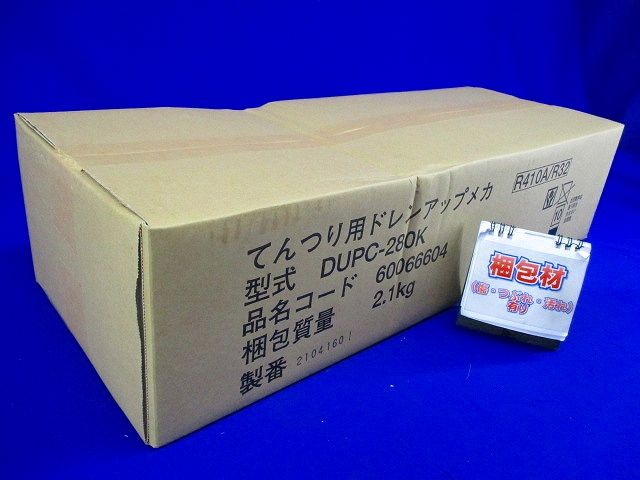 てんつり用ドレンアップメカ
型式 DUPC-280K
品名コード 60066604
梱包質量 2.1kg
製番 2104160
R410A/R32
10
梱包材
(傷・つぶれ・汚れ)
有り